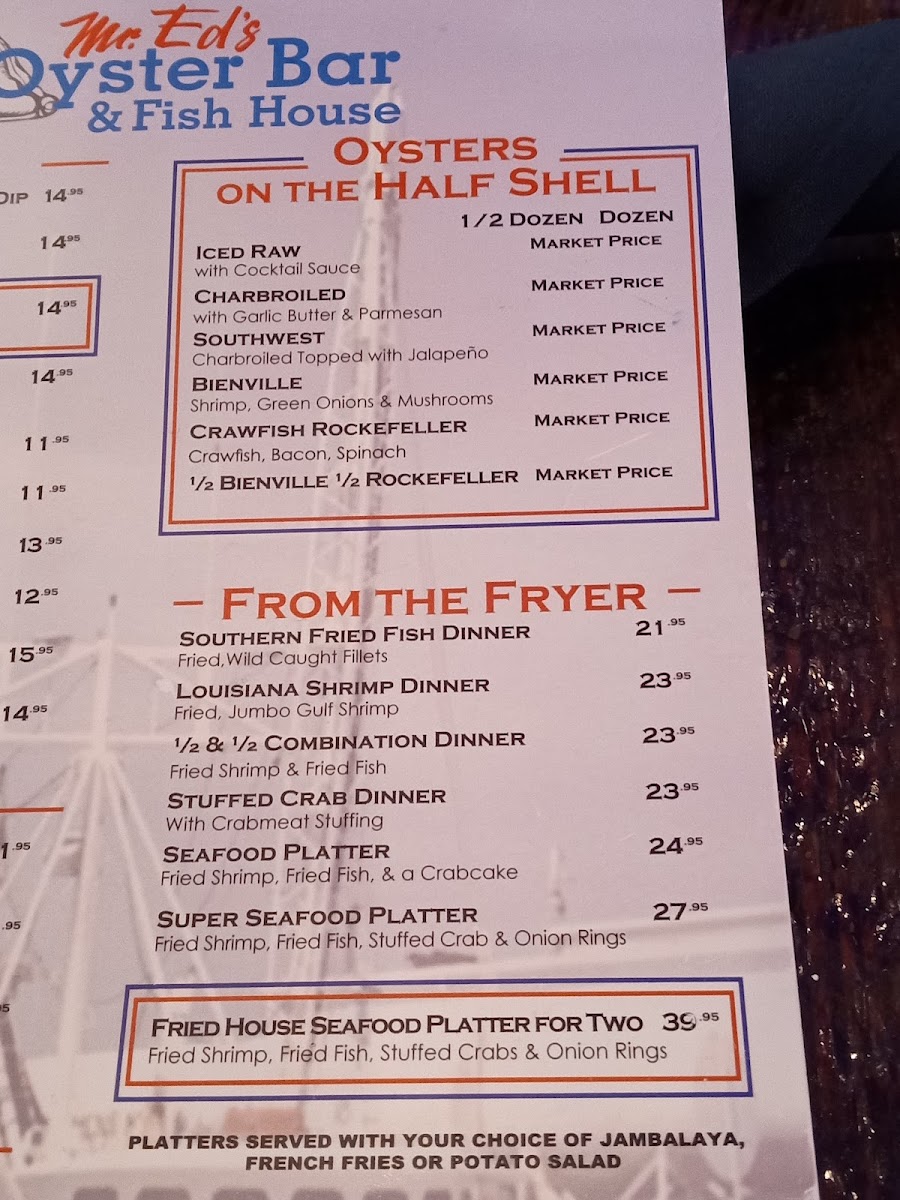 Mr. Ed's
Oyster Bar
& Fish House
DIP 14.95
14.95
14.95
14.95
11.95
11.95
13.95
12.95
15.95
14.95
1.95
.95
OYSTERS
ON THE HALF SHELL
1/2 DOZEN DOZEN
ICED RAW MARKET PRICE
with Cocktail Sauce
CHARBROILED MARKET PRICE
with Garlic Butter & Parmesan
SOUTHWEST MARKET PRICE
Charbroiled Topped with Jalapeño
BIENVILLE MARKET PRICE
Shrimp, Green Onions & Mushrooms
CRAWFISH ROCKEFELLER MARKET PRICE
Crawfish, Bacon, Spinach
½ BIENVILLE ½ ROCKEFELLER MARKET PRICE
– FROM THE FRYER –
SOUTHERN FRIED FISH DINNER 21.95
Fried, Wild Caught Fillets
LOUISIANA SHRIMP DINNER 23.95
Fried, Jumbo Gulf Shrimp
½ & ½ COMBINATION DINNER 23.95
Fried Shrimp & Fried Fish
STUFFED CRAB DINNER 23.95
With Crabmeat Stuffing
SEAFOOD PLATTER 24.95
Fried Shrimp, Fried Fish, & a Crabcake
SUPER SEAFOOD PLATTER 27.95
Fried Shrimp, Fried Fish, Stuffed Crab & Onion Rings
FRIED HOUSE SEAFOOD PLATTER FOR TWO 39.95
Fried Shrimp, Fried Fish, Stuffed Crabs & Onion Rings
PLATTERS SERVED WITH YOUR CHOICE OF JAMBALAYA,
FRENCH FRIES OR POTATO SALAD